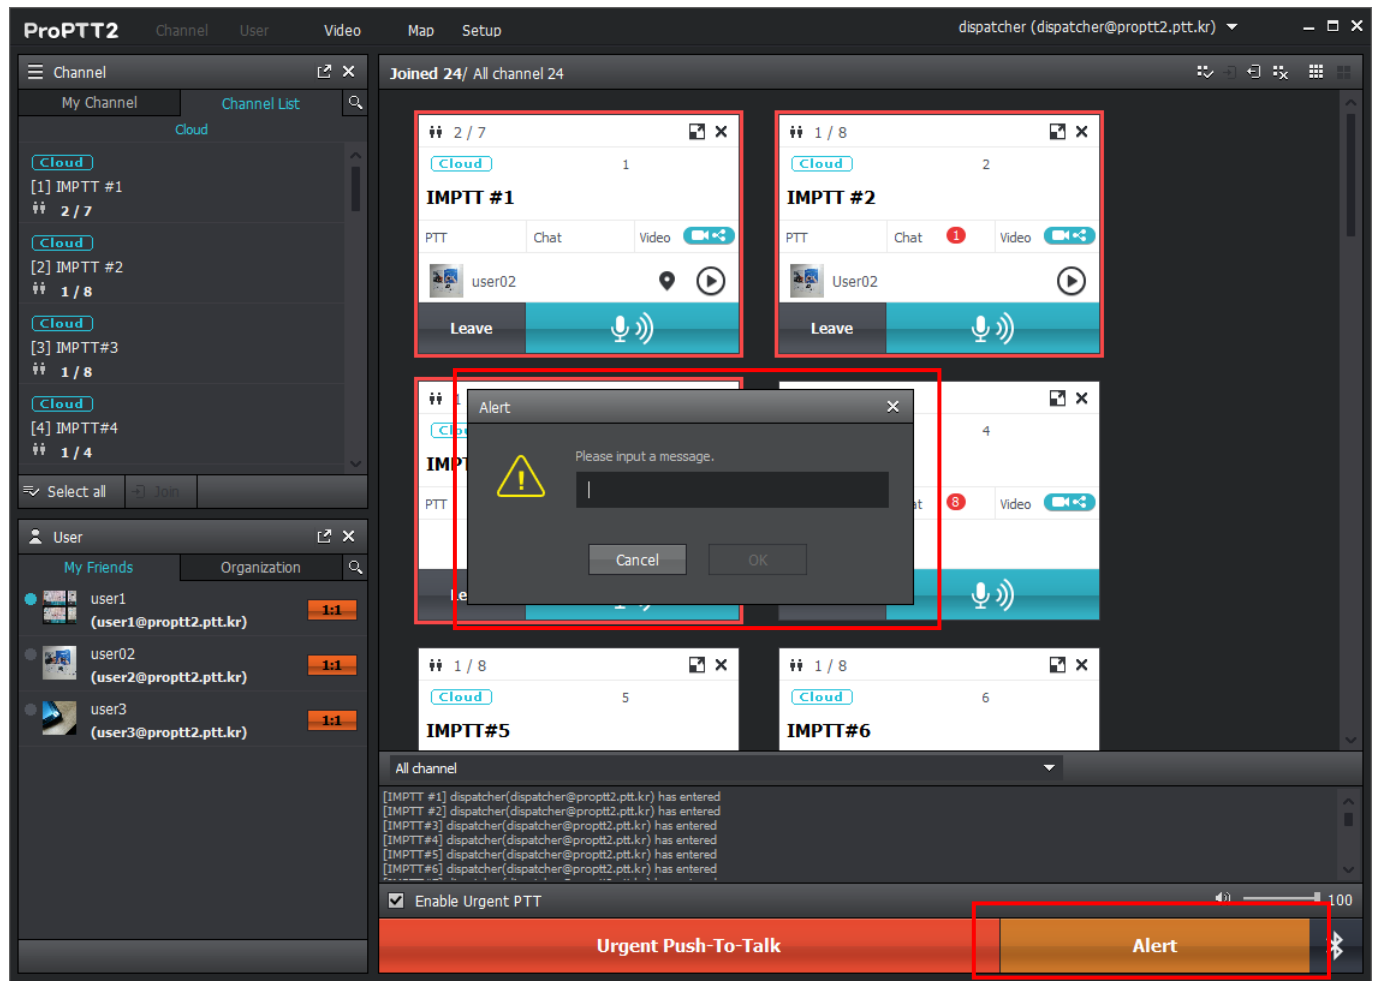 ProPTT2 Channel User Video Map Setup dispatcher (dispatcher@proptt2.ptt.kr)
Channel
My Channel Channel List
Cloud
Cloud
[1] IMPTT #1
2 / 7
Cloud
[2] IMPTT #2
1 / 8
Cloud
[3] IMPTT#3
1 / 8
Cloud
[4] IMPTT#4
1 / 4
Select all Join
User
My Friends Organization
user1
(user1@proptt2.ptt.kr)
1:1
user02
(user2@proptt2.ptt.kr)
1:1
user3
(user3@proptt2.ptt.kr)
1:1
Joined 24/ All channel 24
2 / 7
Cloud 1
IMPTT #1
PTT Chat Video
user02
Leave
1 / 8
Cloud 2
IMPTT #2
PTT Chat 1 Video
User02
Leave
PTT
4
8 Video
Alert
Please input a message.
Cancel OK
1 / 8
Cloud 5
IMPTT#5
1 / 8
Cloud 6
IMPTT#6
All channel
[IMPTT #1] dispatcher(dispatcher@proptt2.ptt.kr) has entered
[IMPTT #2] dispatcher(dispatcher@proptt2.ptt.kr) has entered
[IMPTT#3] dispatcher(dispatcher@proptt2.ptt.kr) has entered
[IMPTT#4] dispatcher(dispatcher@proptt2.ptt.kr) has entered
[IMPTT#5] dispatcher(dispatcher@proptt2.ptt.kr) has entered
[IMPTT#6] dispatcher(dispatcher@proptt2.ptt.kr) has entered
Enable Urgent PTT 100
Urgent Push-To-Talk Alert